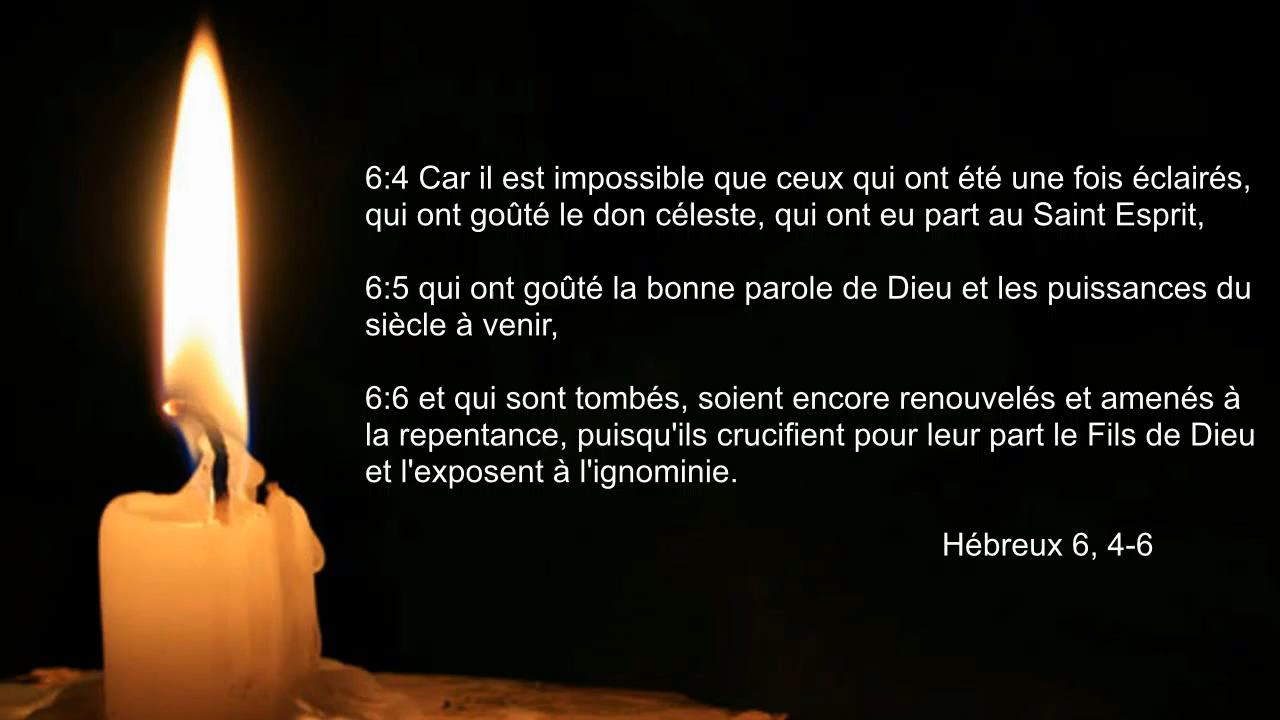 6:4 Car il est impossible que ceux qui ont été une fois éclairés,
qui ont goûté le don céleste, qui ont eu part au Saint Esprit,
6:5 qui ont goûté la bonne parole de Dieu et les puissances du
siècle à venir,
6:6 et qui sont tombés, soient encore renouvelés et amenés à
la repentance, puisqu'ils crucifient pour leur part le Fils de Dieu
et l'exposent à l'ignominie.
Hébreux 6, 4-6